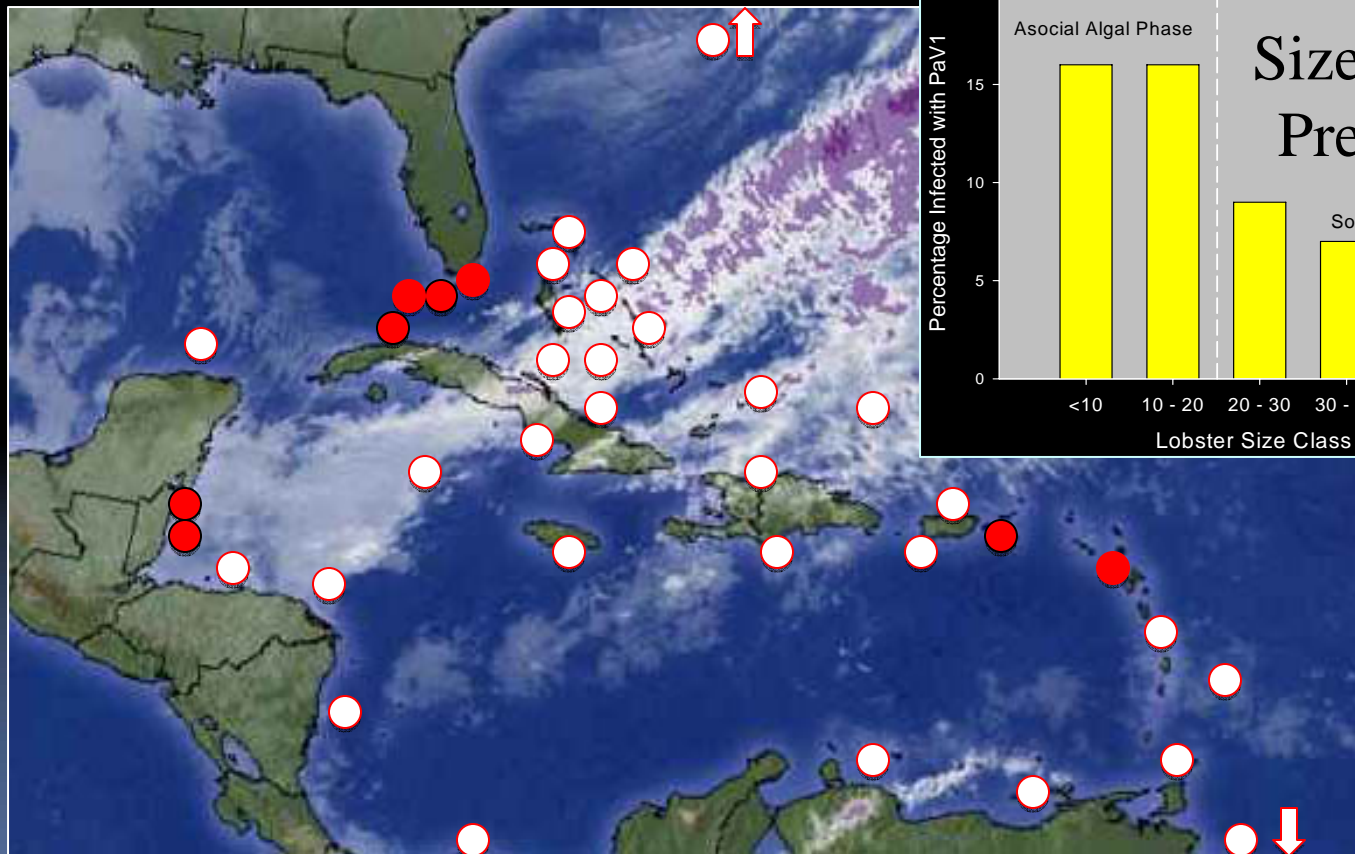 Asocial Algal Phase
Size
Pre
So
Percentage Infected with PaV1
15
10
5
0
<10 10 - 20 20 - 30 30 -
Lobster Size Class